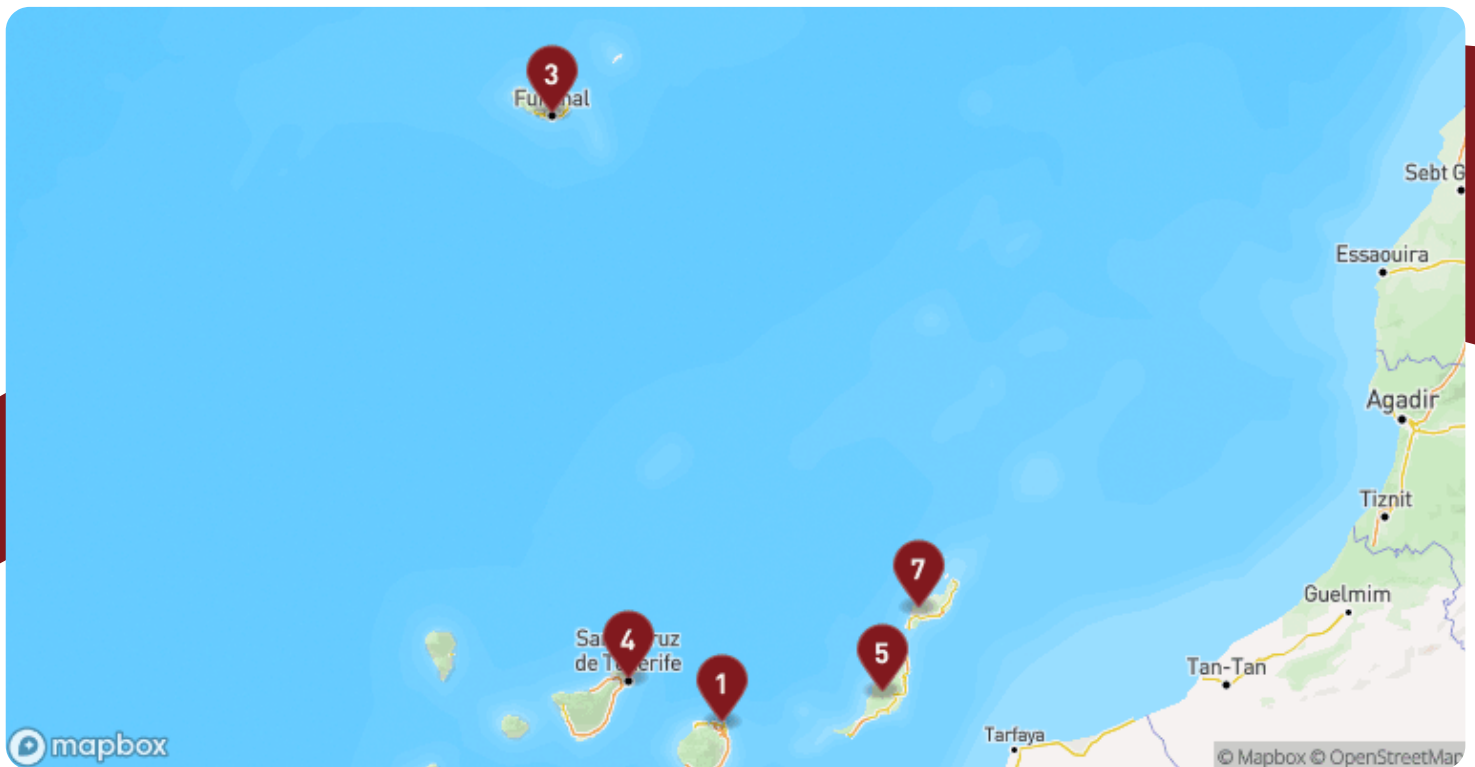 3
Sebt G
Essaouira
Agadir
Tiznit
7
Guelmim
4
de
5
1
Tan-Tan
Tarfaya
mapbox
© Mapbox © OpenStreetMap